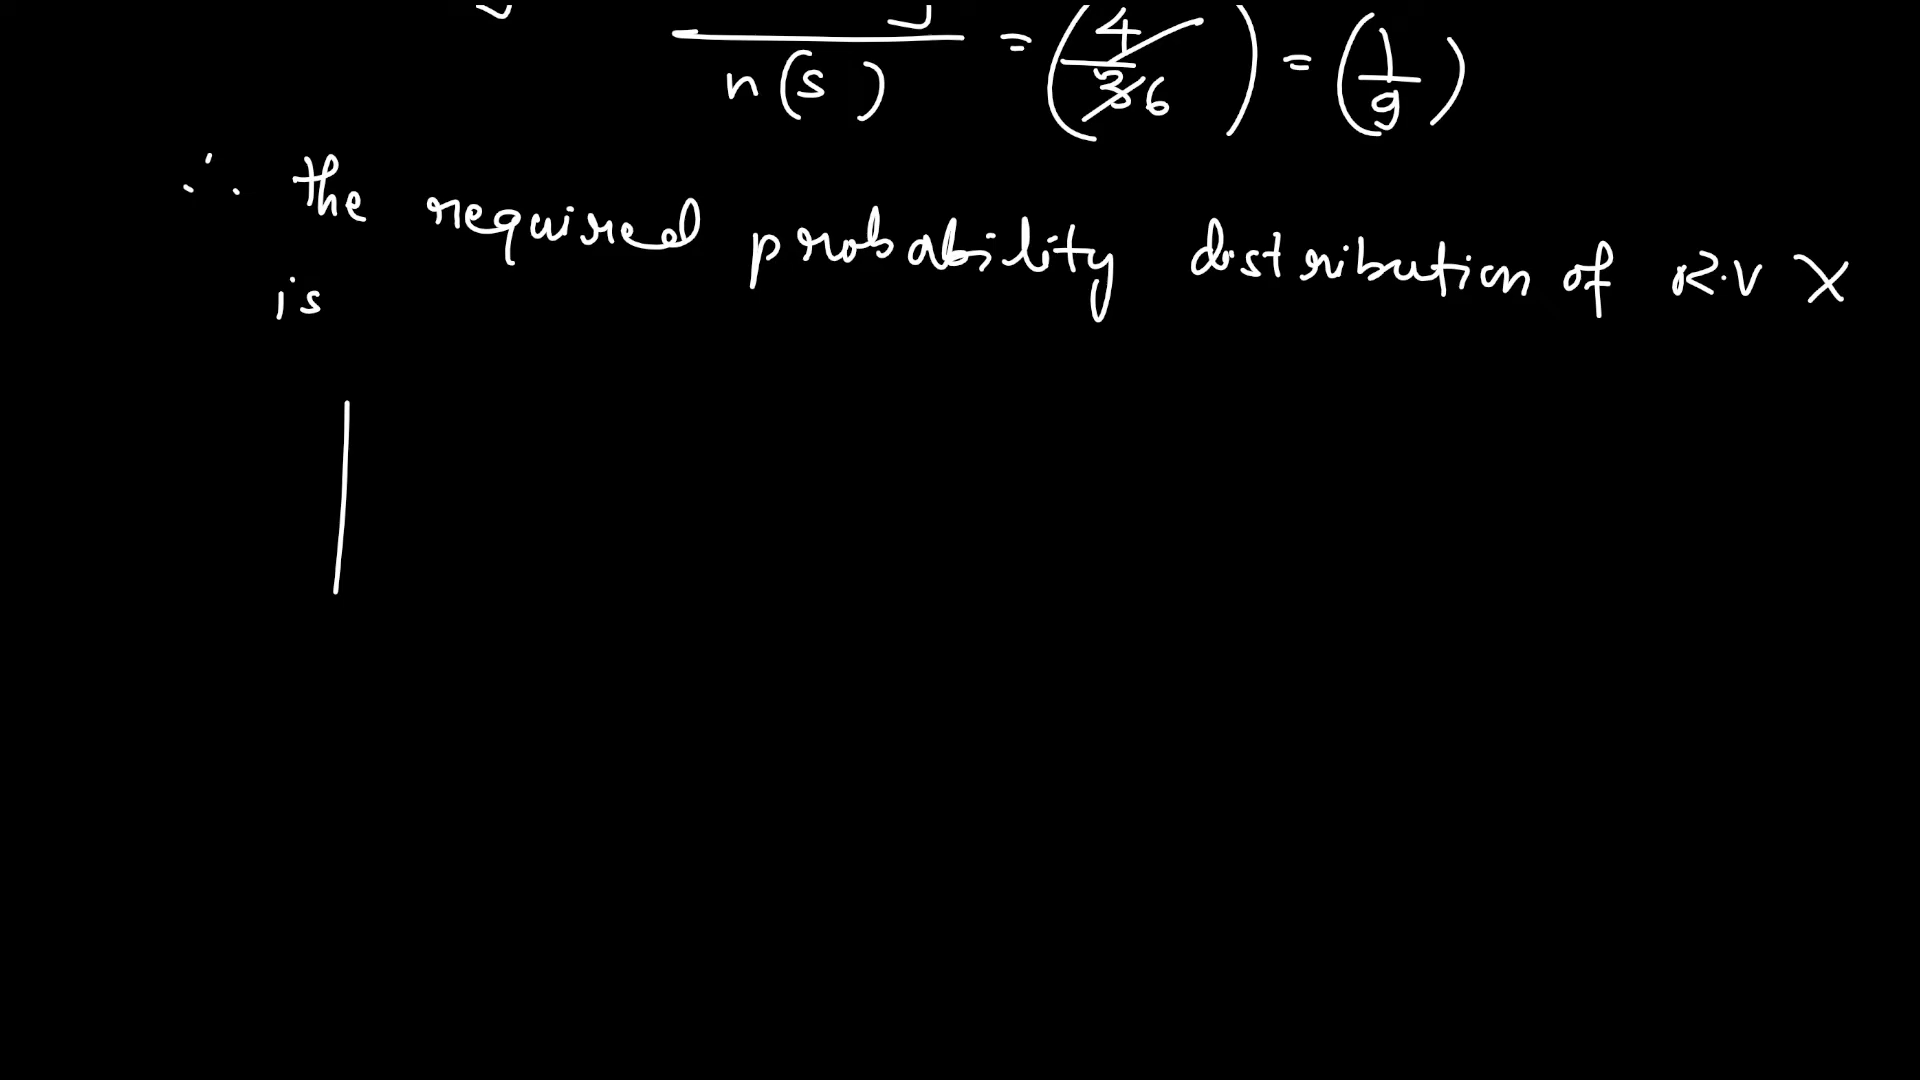 n(s) = (4/36) = (1/9)
∴ the required probability distribution of R.V X
is